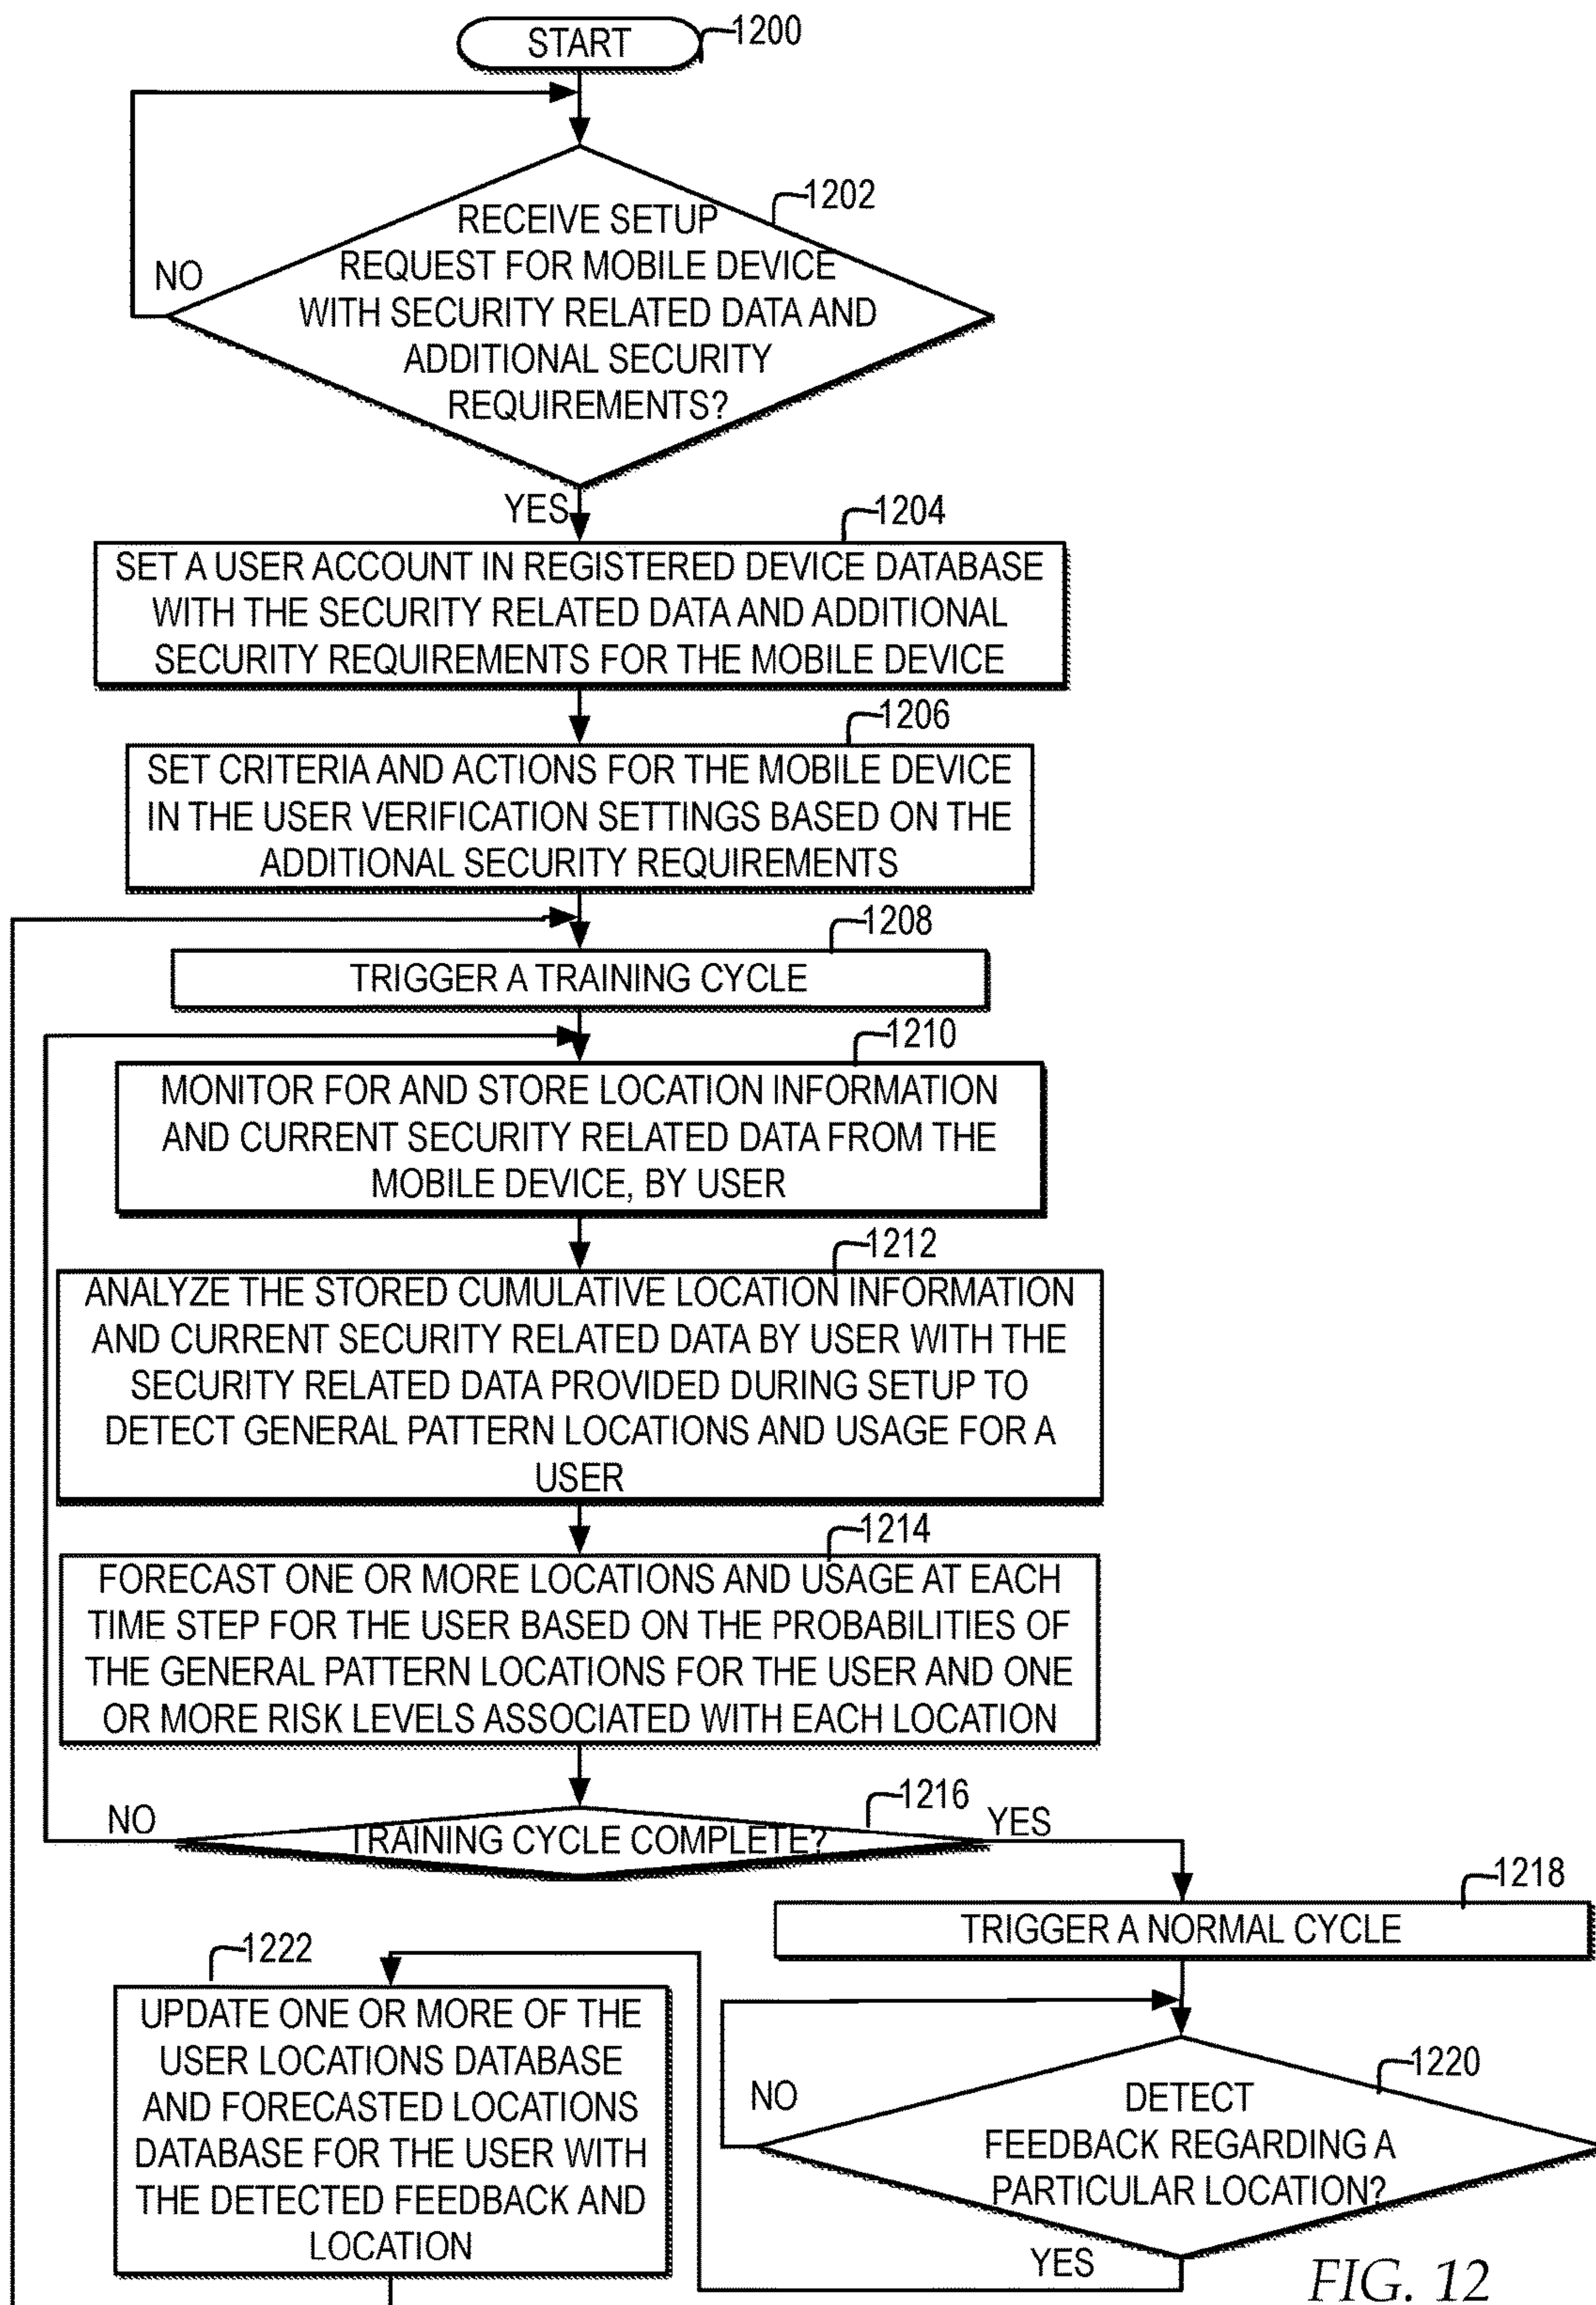 START
1200
1202
RECEIVE SETUP
REQUEST FOR MOBILE DEVICE
WITH SECURITY RELATED DATA AND
ADDITIONAL SECURITY
REQUIREMENTS?
NO
YES
1204
SET A USER ACCOUNT IN REGISTERED DEVICE DATABASE
WITH THE SECURITY RELATED DATA AND ADDITIONAL
SECURITY REQUIREMENTS FOR THE MOBILE DEVICE
1206
SET CRITERIA AND ACTIONS FOR THE MOBILE DEVICE
IN THE USER VERIFICATION SETTINGS BASED ON THE
ADDITIONAL SECURITY REQUIREMENTS
1208
TRIGGER A TRAINING CYCLE
1210
MONITOR FOR AND STORE LOCATION INFORMATION
AND CURRENT SECURITY RELATED DATA FROM THE
MOBILE DEVICE, BY USER
1212
ANALYZE THE STORED CUMULATIVE LOCATION INFORMATION
AND CURRENT SECURITY RELATED DATA BY USER WITH THE
SECURITY RELATED DATA PROVIDED DURING SETUP TO
DETECT GENERAL PATTERN LOCATIONS AND USAGE FOR A
USER
1214
FORECAST ONE OR MORE LOCATIONS AND USAGE AT EACH
TIME STEP FOR THE USER BASED ON THE PROBABILITIES OF
THE GENERAL PATTERN LOCATIONS FOR THE USER AND ONE
OR MORE RISK LEVELS ASSOCIATED WITH EACH LOCATION
1216
NO
TRAINING CYCLE COMPLETE?
YES
1218
TRIGGER A NORMAL CYCLE
1220
NO
DETECT
FEEDBACK REGARDING A
PARTICULAR LOCATION?
YES
1222
UPDATE ONE OR MORE OF THE
USER LOCATIONS DATABASE
AND FORECASTED LOCATIONS
DATABASE FOR THE USER WITH
THE DETECTED FEEDBACK AND
LOCATION
FIG. 12